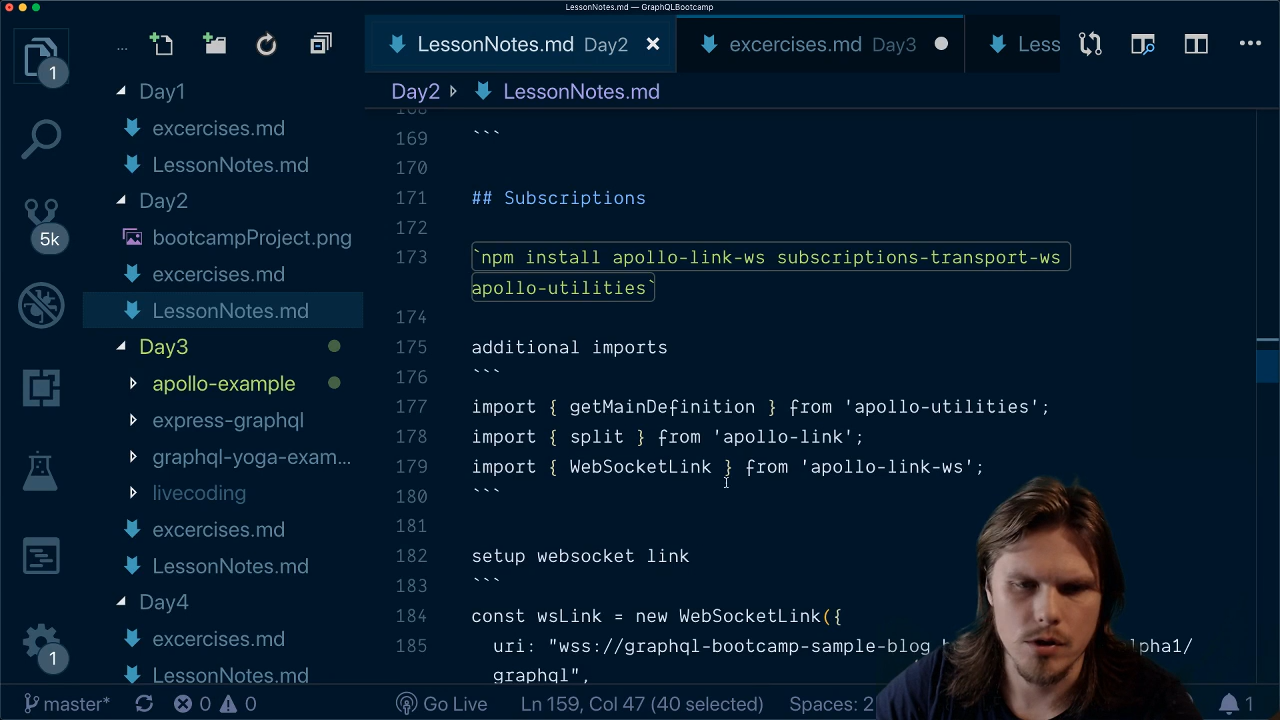 LessonNotes.md — GraphQLBootcamp
...
LessonNotes.md Day2
excercises.md Day3
Less
Day2
LessonNotes.md
1
5k
1
Day1
excercises.md
LessonNotes.md
Day2
bootcampProject.png
excercises.md
LessonNotes.md
Day3
apollo-example
express-graphql
graphql-yoga-exam...
livecoding
excercises.md
LessonNotes.md
Day4
excercises.md
LessonNotes.md
168
169 ```
170
171 ## Subscriptions
172
173 `npm install apollo-link-ws subscriptions-transport-ws
apollo-utilities`
174
175 additional imports
176 ```
177 import { getMainDefinition } from 'apollo-utilities';
178 import { split } from 'apollo-link';
179 import { WebSocketLink } from 'apollo-link-ws';
180 ```
181
182 setup websocket link
183 ```
184 const wsLink = new WebSocketLink({
185 uri: "wss://graphql-bootcamp-sample-blog
graphql",
master* 0 0 Go Live Ln 159, Col 47 (40 selected) Spaces: 2 1